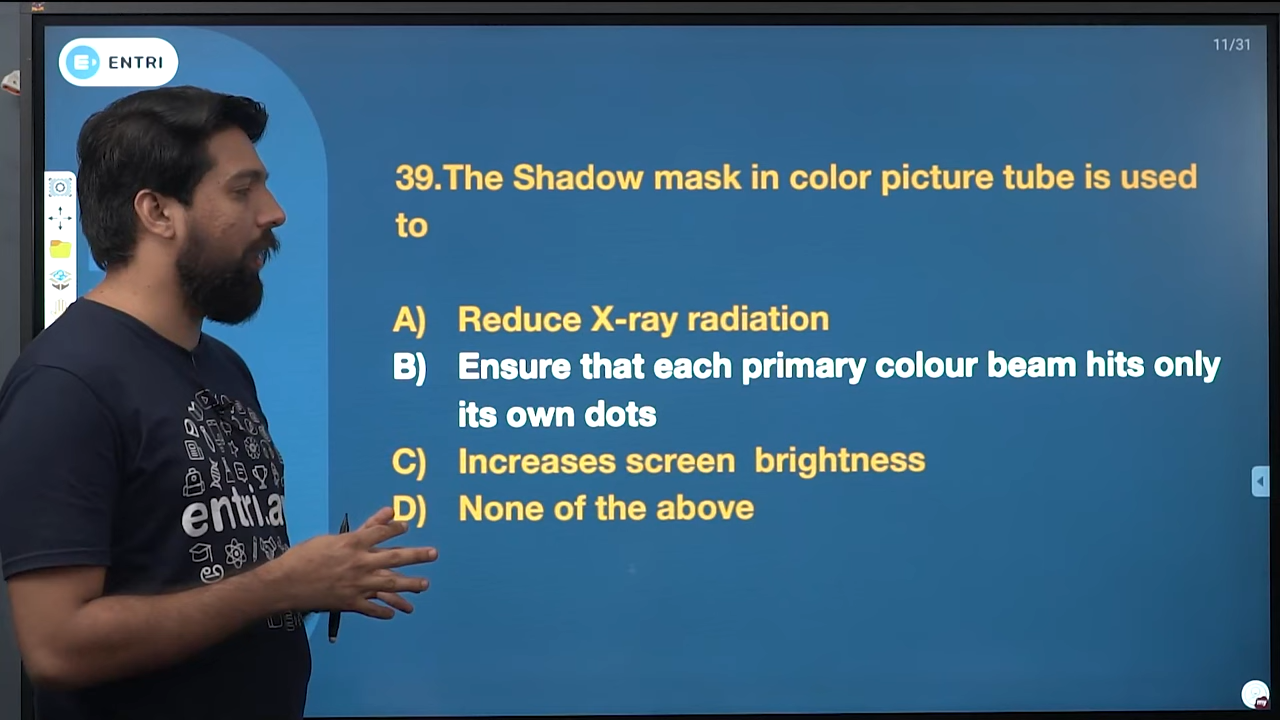 ENTRI
11/31
39.The Shadow mask in color picture tube is used
to
A) Reduce X-ray radiation
B) Ensure that each primary colour beam hits only
its own dots
C) Increases screen brightness
D) None of the above
entri.a